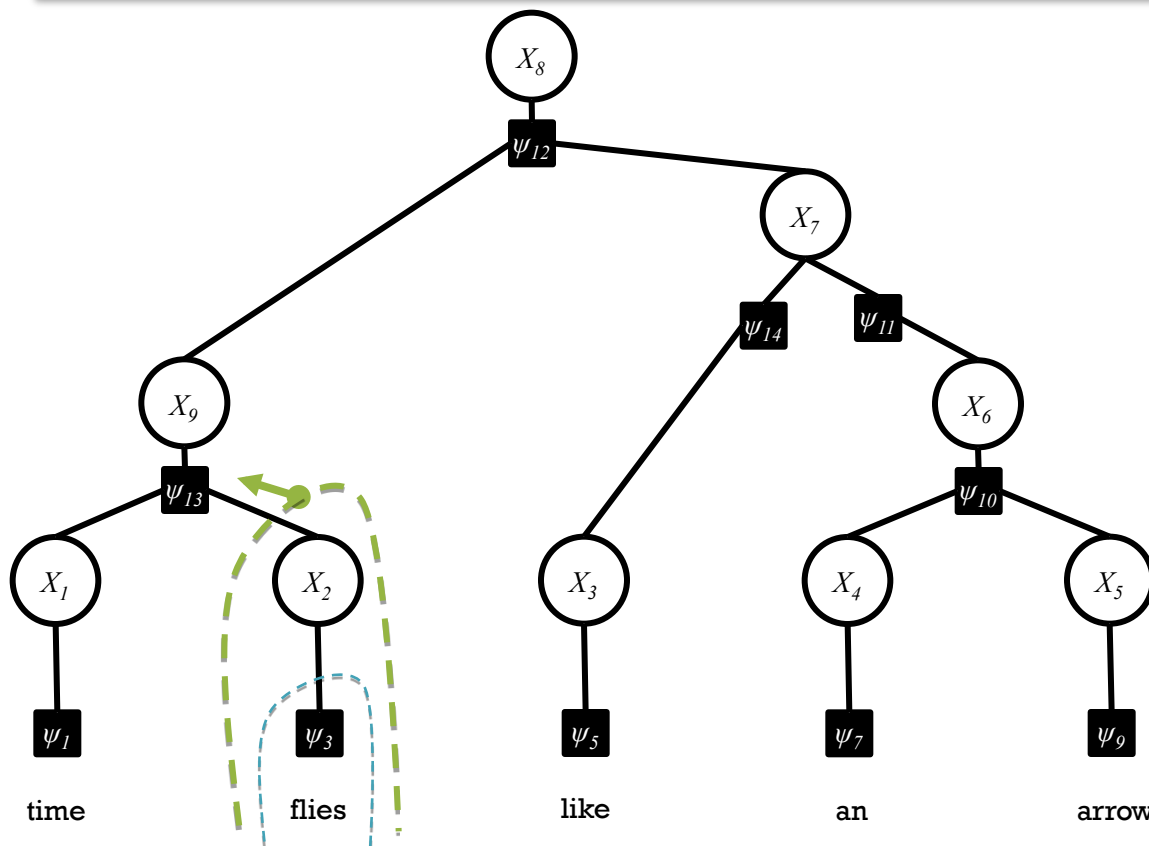 X₈
ψ₁₂
X₇
ψ₁₄ ψ₁₁
X₉ X₆
ψ₁₃ ψ₁₀
X₁ X₂ X₃ X₄ X₅
ψ₁ ψ₃ ψ₅ ψ₇ ψ₉
time flies like an arrow